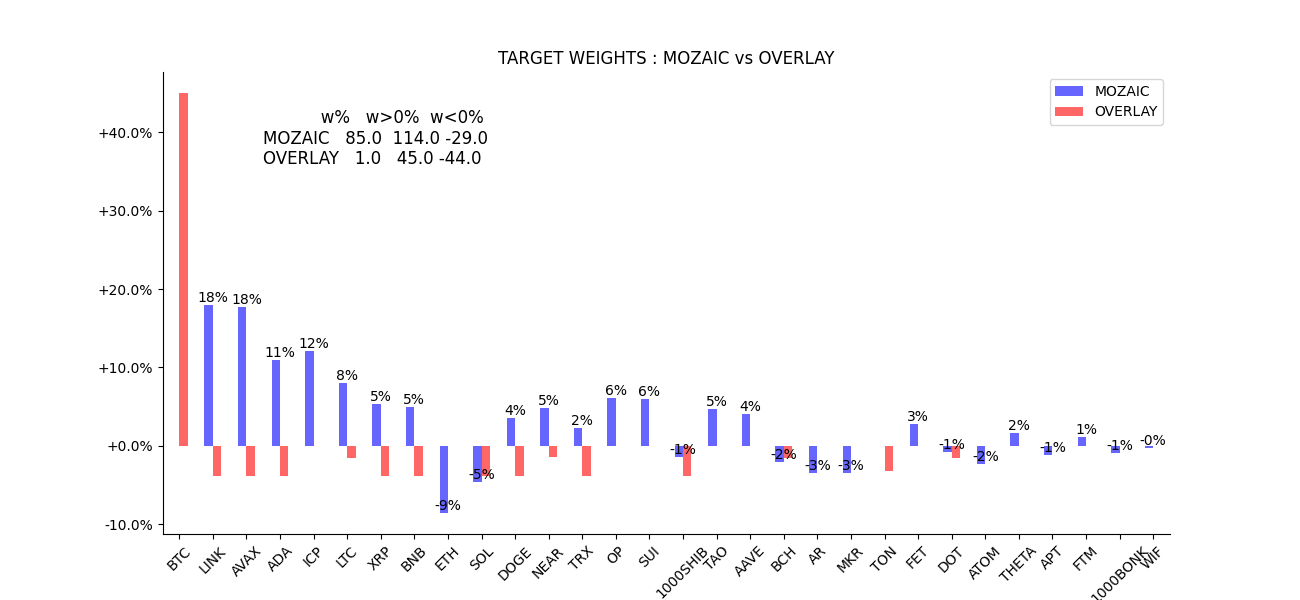 TARGET WEIGHTS : MOZAIC vs OVERLAY
MOZAIC
OVERLAY
w% w>0% w<0%
MOZAIC 85.0 114.0 -29.0
OVERLAY 1.0 45.0 -44.0
+40.0%
+30.0%
+20.0%
+10.0%
+0.0%
-10.0%
18% 18% 11% 12% 8% 5% 5% -9% -5% 4% 5% 2% 6% 6% -1% 5% 4% -2% -3% -3% 3% -1% -2% 2% -1% 1% -1% -0%
BTC LINK AVAX ADA ICP LTC XRP BNB ETH SOL DOGE NEAR TRX OP SUI 1000SHIB TAO AAVE BCH AR MKR TON FET DOT ATOM THETA APT FTM 1000BONK WIF